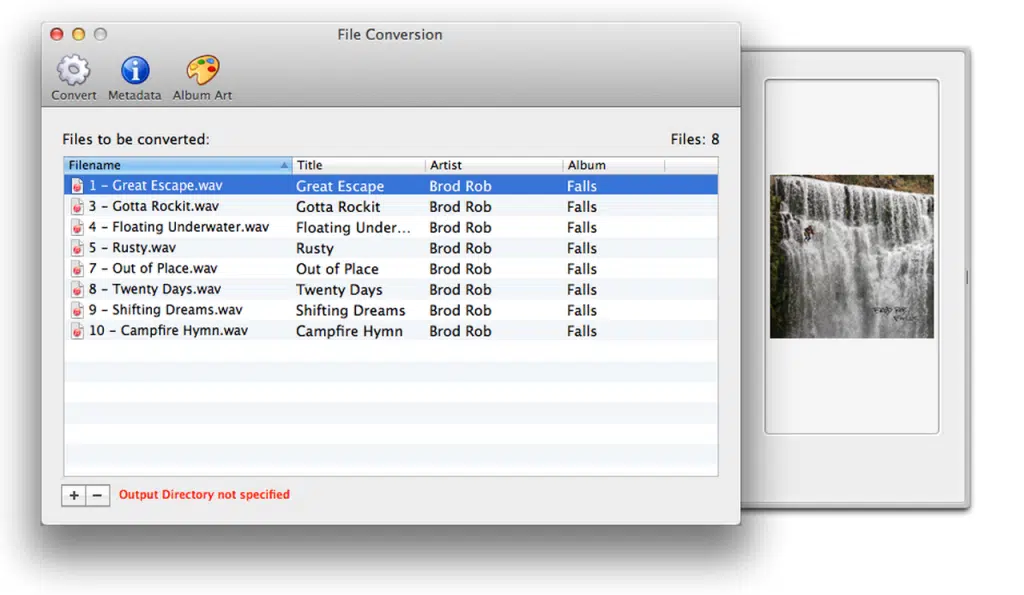 File Conversion
Convert Metadata Album Art
Files to be converted: Files: 8
Filename Title Artist Album
1 – Great Escape.wav Great Escape Brod Rob Falls
3 – Gotta Rockit.wav Gotta Rockit Brod Rob Falls
4 – Floating Underwater.wav Floating Under... Brod Rob Falls
5 – Rusty.wav Rusty Brod Rob Falls
7 – Out of Place.wav Out of Place Brod Rob Falls
8 – Twenty Days.wav Twenty Days Brod Rob Falls
9 – Shifting Dreams.wav Shifting Dreams Brod Rob Falls
10 – Campfire Hymn.wav Campfire Hymn Brod Rob Falls
+ − Output Directory not specified